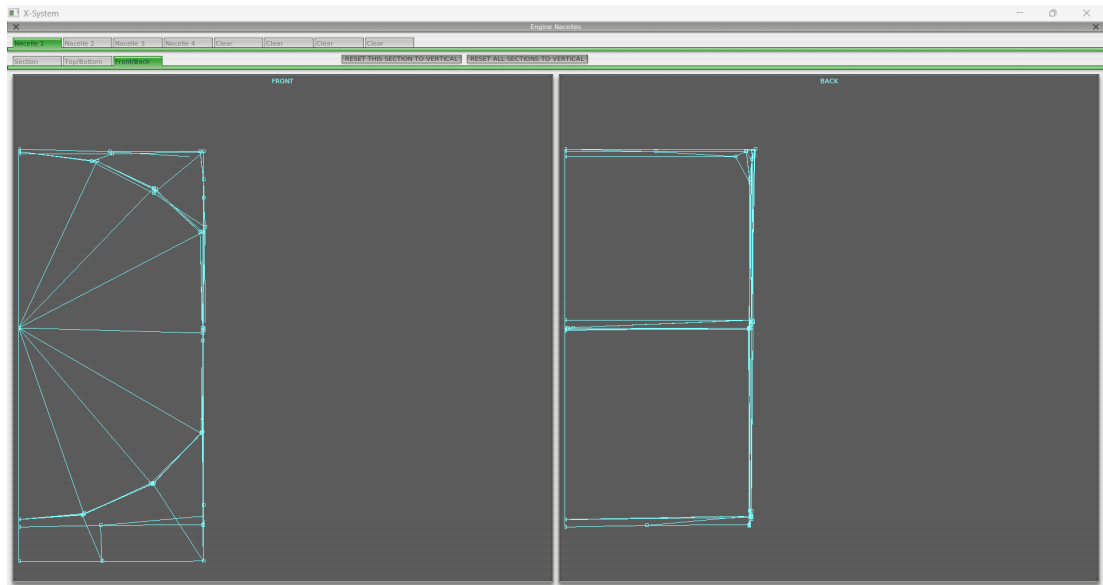 X-System
Engine Nacelles
Nacelle 1 Nacelle 2 Nacelle 3 Nacelle 4 Clear Clear Clear Clear
Section Top/Bottom Front/Back RESET THIS SECTION TO VERTICAL RESET ALL SECTIONS TO VERTICAL
FRONT BACK